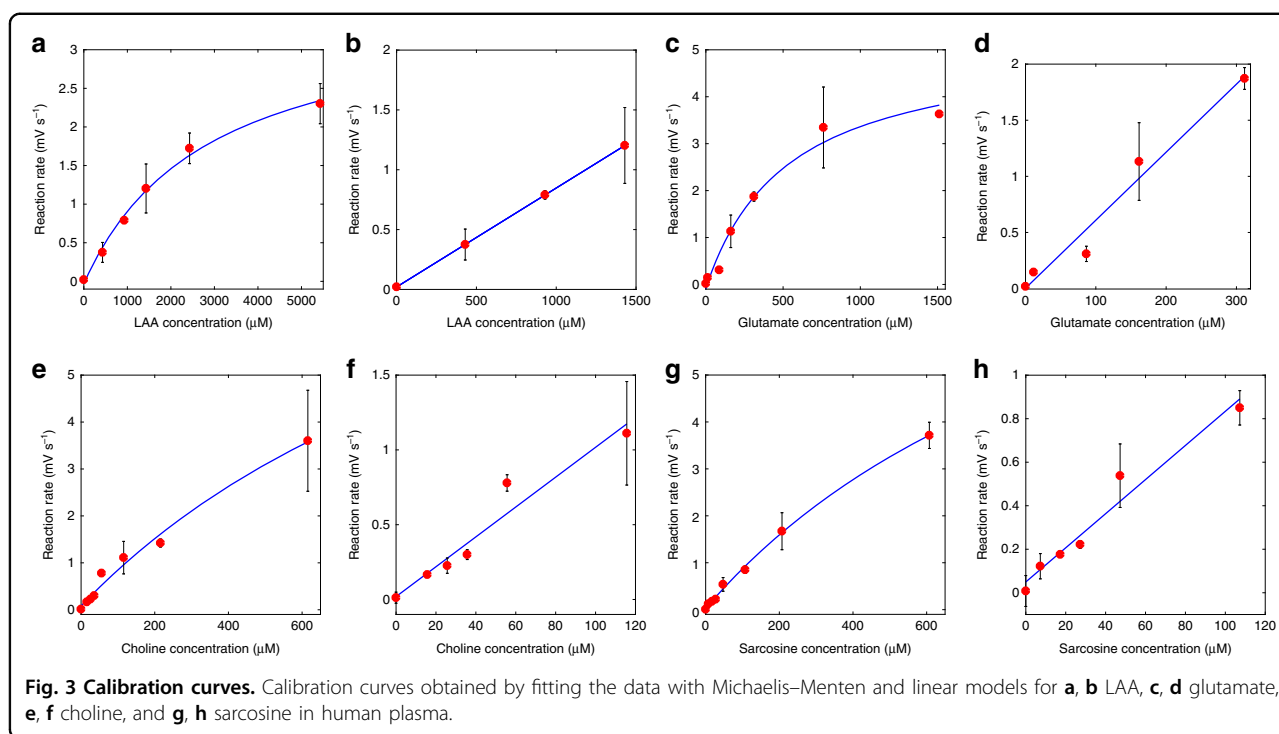 a
3
2.5
2
1.5
1
0.5
0
0 1000 2000 3000 4000 5000
Reaction rate (mV s⁻¹)
LAA concentration (μM)
b
2
1.5
1
0.5
0
0 500 1000 1500
Reaction rate (mV s⁻¹)
LAA concentration (μM)
c
5
4
3
2
1
0
0 500 1000 1500
Reaction rate (mV s⁻¹)
Glutamate concentration (μM)
d
2
1.5
1
0.5
0
0 100 200 300
Reaction rate (mV s⁻¹)
Glutamate concentration (μM)
e
5
4
3
2
1
0
0 200 400 600
Reaction rate (mV s⁻¹)
Choline concentration (μM)
f
1.5
1
0.5
0
0 20 40 60 80 100 120
Reaction rate (mV s⁻¹)
Choline concentration (μM)
g
5
4
3
2
1
0
0 200 400 600
Reaction rate (mV s⁻¹)
Sarcosine concentration (μM)
h
1
0.8
0.6
0.4
0.2
0
0 20 40 60 80 100 120
Reaction rate (mV s⁻¹)
Sarcosine concentration (μM)
Fig. 3 Calibration curves. Calibration curves obtained by fitting the data with Michaelis–Menten and linear models for a, b LAA, c, d glutamate,
e, f choline, and g, h sarcosine in human plasma.